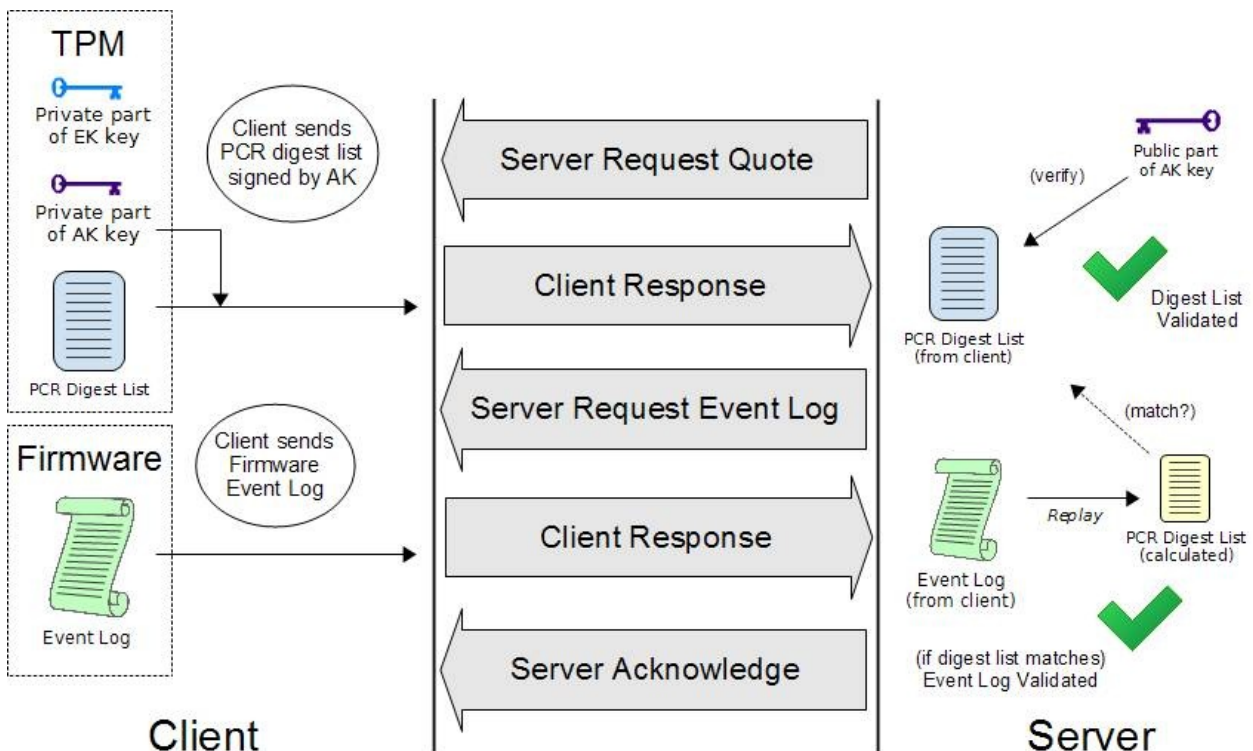 TPM
Private part
of EK key
Private part
of AK key
PCR Digest List
Client sends
PCR digest list
signed by AK
Firmware
Event Log
Client sends
Firmware
Event Log
Client
Server Request Quote
Client Response
Server Request Event Log
Client Response
Server Acknowledge
Public part
of AK key
(verify)
PCR Digest List
(from client)
Digest List
Validated
(match?)
Replay
PCR Digest List
(calculated)
Event Log
(from client)
(if digest list matches)
Event Log Validated
Server